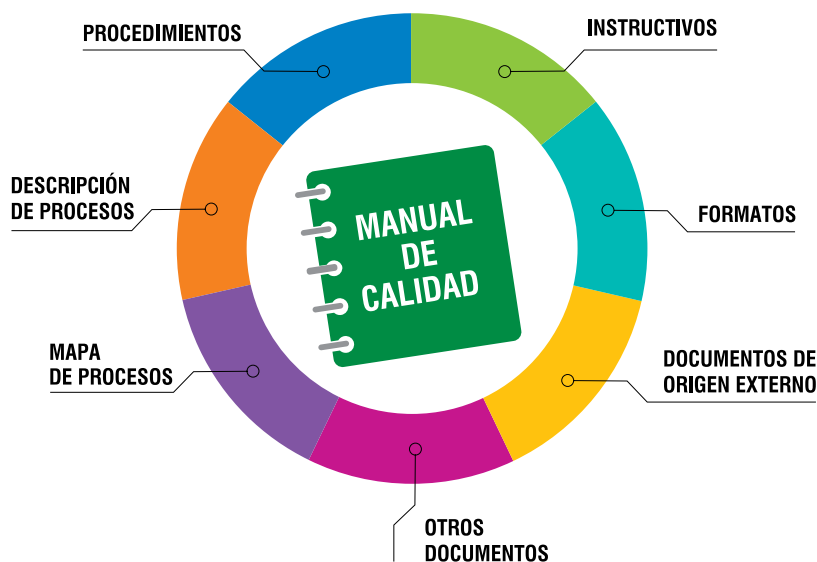 PROCEDIMIENTOS
INSTRUCTIVOS
DESCRIPCIÓN
DE PROCESOS
FORMATOS
MANUAL
DE
CALIDAD
MAPA
DE PROCESOS
DOCUMENTOS DE
ORIGEN EXTERNO
OTROS
DOCUMENTOS